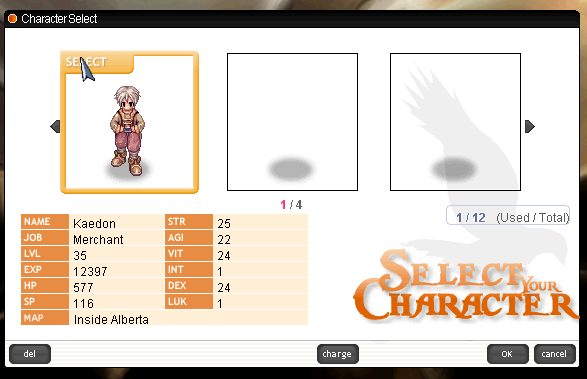 Character Select
SELECT
1 / 4
1 / 12 (Used / Total)
NAME Kaedon STR 25
JOB Merchant AGI 22
LVL 35 VIT 24
EXP 12397 INT 1
HP 577 DEX 24
SP 116 LUK 1
MAP Inside Alberta
SELECT
YOUR
CHARACTER
del charge OK cancel